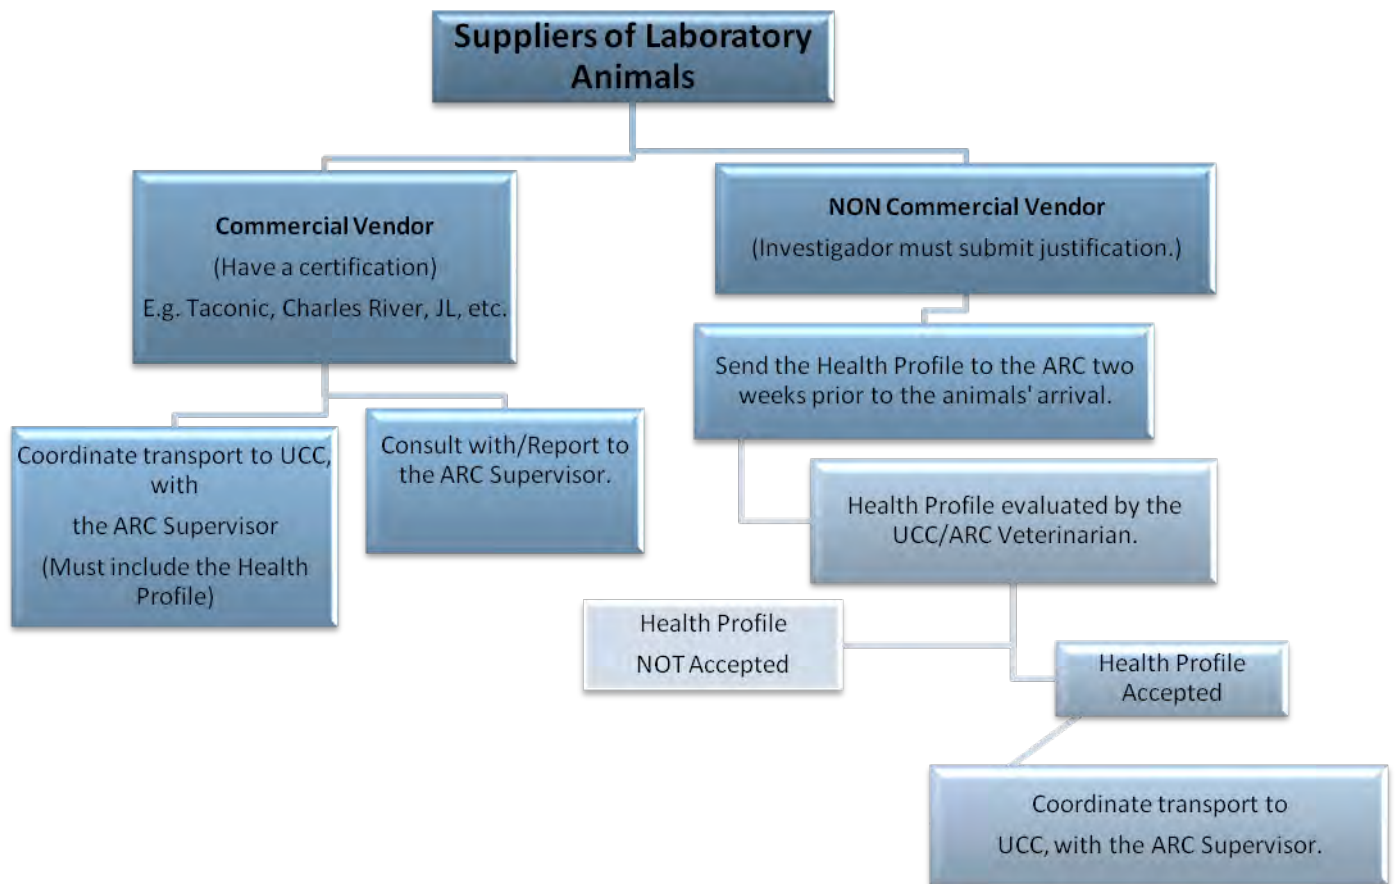 Suppliers of Laboratory
Animals
Commercial Vendor
(Have a certification)
E.g. Taconic, Charles River, JL, etc.
NON Commercial Vendor
(Investigador must submit justification.)
Coordinate transport to UCC,
with
the ARC Supervisor
(Must include the Health
Profile)
Consult with/Report to
the ARC Supervisor.
Send the Health Profile to the ARC two
weeks prior to the animals' arrival.
Health Profile evaluated by the
UCC/ARC Veterinarian.
Health Profile
NOT Accepted
Health Profile
Accepted
Coordinate transport to
UCC, with the ARC Supervisor.